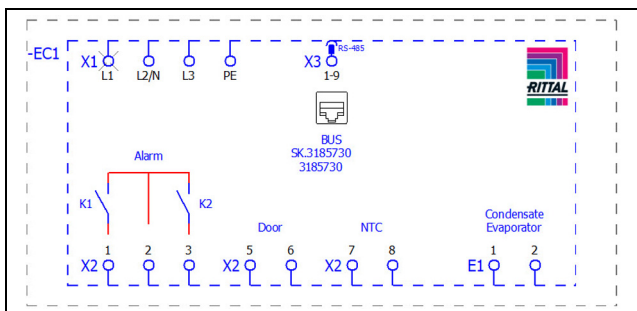 -EC1
X1
L1
L2/N
L3
PE
X3
RS-485
1-9
RITTAL
BUS
SK.3185730
3185730
Alarm
K1
K2
Door
NTC
Condensate
Evaporator
X2
1
2
3
X2
5
6
X2
7
8
E1
1
2